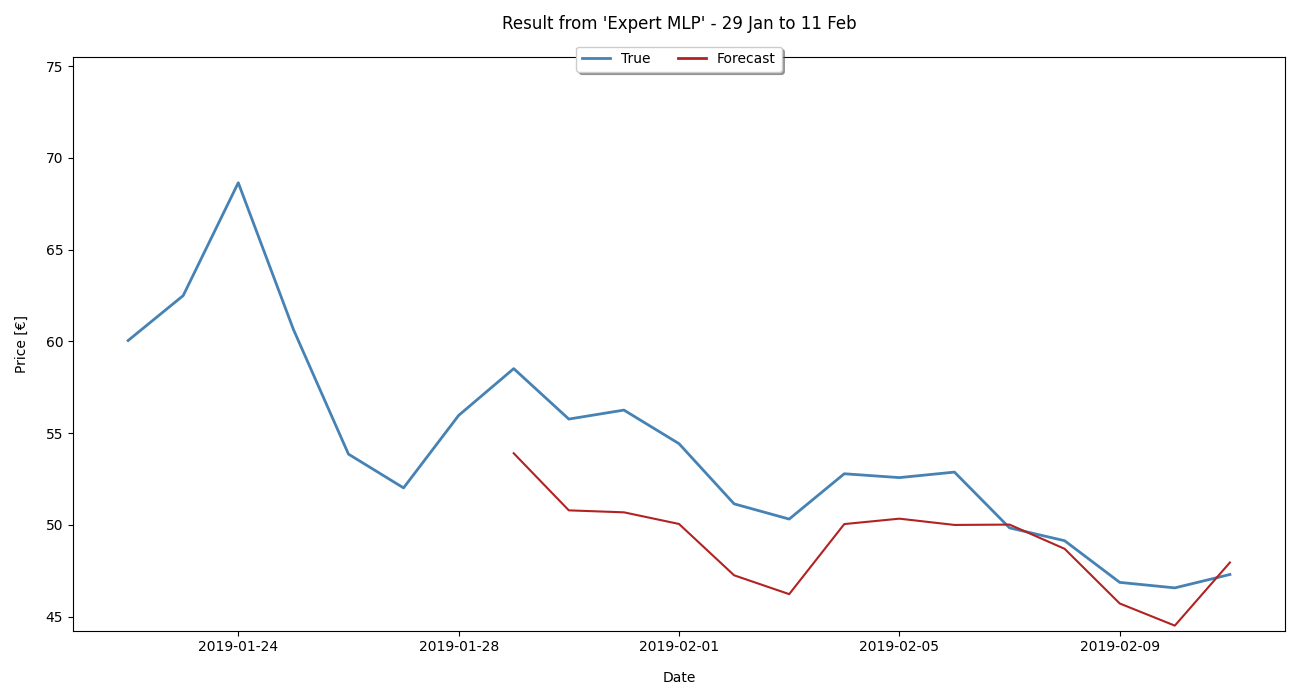 Result from 'Expert MLP' - 29 Jan to 11 Feb
True Forecast
75
70
65
60
55
50
45
Price [€]
2019-01-24 2019-01-28 2019-02-01 2019-02-05 2019-02-09
Date